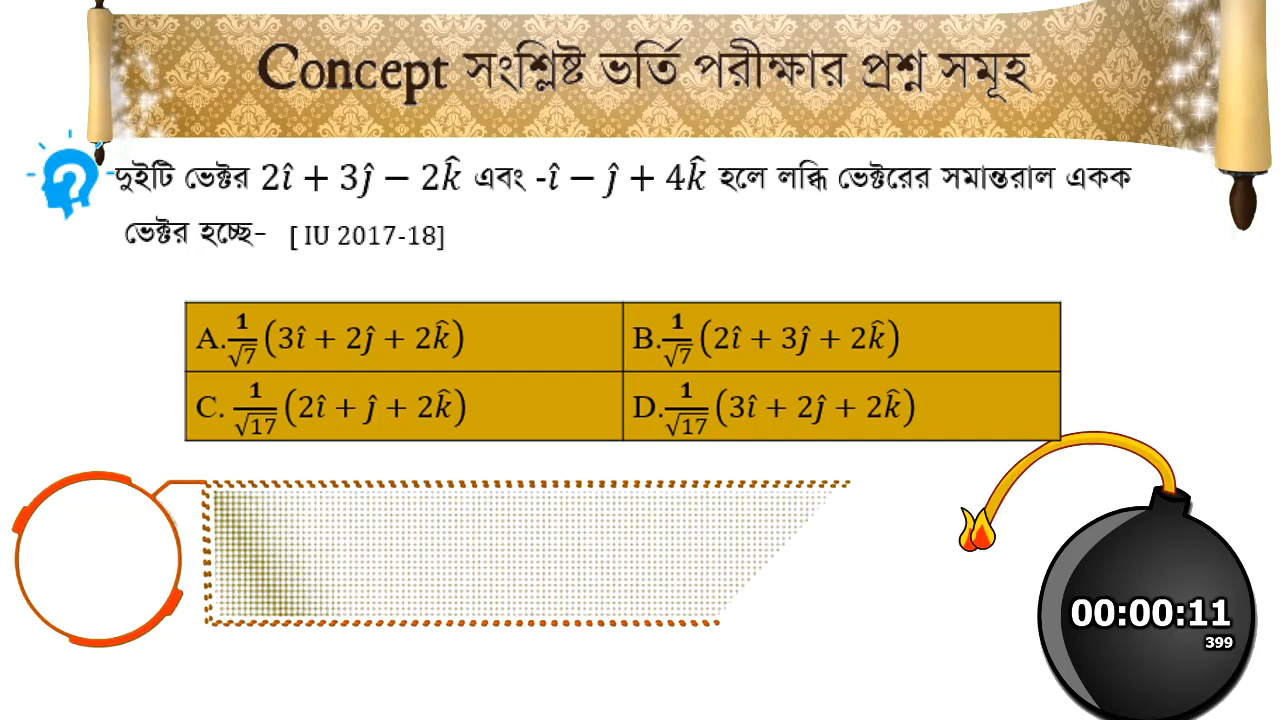 Concept সংশ্লিষ্ট ভর্তি পরীক্ষার প্রশ্ন সমূহ
দুইটি ভেক্টর 2î + 3ĵ − 2k̂ এবং -î − ĵ + 4k̂ হলে লব্ধি ভেক্টরের সমান্তরাল একক
ভেক্টর হচ্ছে- [ IU 2017-18]
A. 1/√7 (3î + 2ĵ + 2k̂)
B. 1/√7 (2î + 3ĵ + 2k̂)
C. 1/√17 (2î + ĵ + 2k̂)
D. 1/√17 (3î + 2ĵ + 2k̂)
00:00:11
399